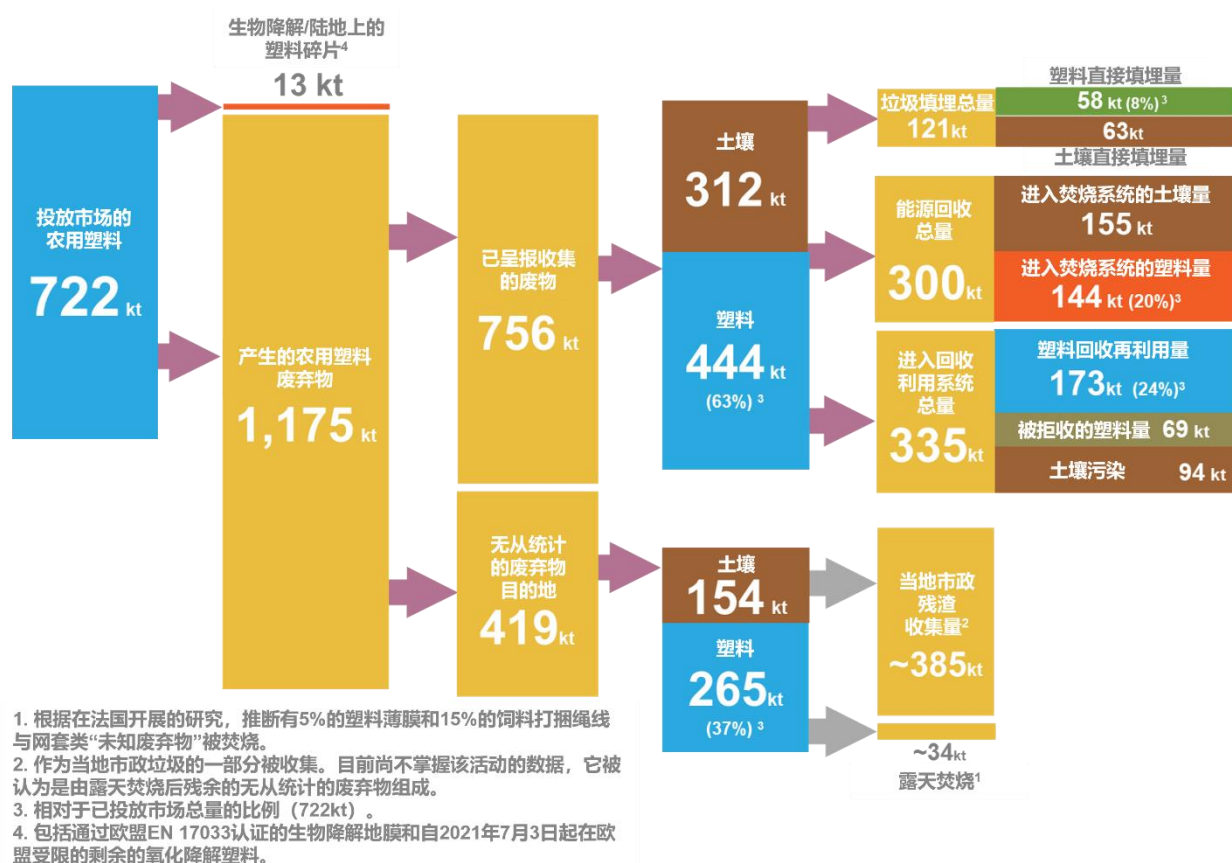 生物降解/陆地上的
塑料碎片4
13 kt
投放市场的
农用塑料
722 kt
产生的农用塑料
废弃物
1,175 kt
已呈报收集
的废物
756 kt
无从统计
的废弃物
目的地
419kt
土壤
312 kt
塑料
444 kt
(63%) 3
土壤
154 kt
塑料
265kt
(37%) 3
垃圾填埋总量
121kt
塑料直接填埋量
58 kt (8%) 3
63kt
土壤直接填埋量
能源回收
总量
300kt
进入焚烧系统的土壤量
155 kt
进入焚烧系统的塑料量
144 kt (20%)3
进入回收
利用系统
总量
335kt
塑料回收再利用量
173kt (24%)3
被拒收的塑料量 69 kt
土壤污染 94 kt
当地市政
残渣
收集量2
~385kt
~34kt
露天焚烧1
1. 根据在法国开展的研究，推断有5%的塑料薄膜和15%的饲料打捆绳线
与网套类“未知废弃物”被焚烧。
2. 作为当地市政垃圾的一部分被收集。目前尚不掌握该活动的数据，它被
认为是由露天焚烧后残余的无从统计的废弃物组成。
3. 相对于已投放市场总量的比例（722kt）。
4. 包括通过欧盟EN 17033认证的生物降解地膜和自2021年7月3日起在欧
盟受限的剩余的氧化降解塑料。